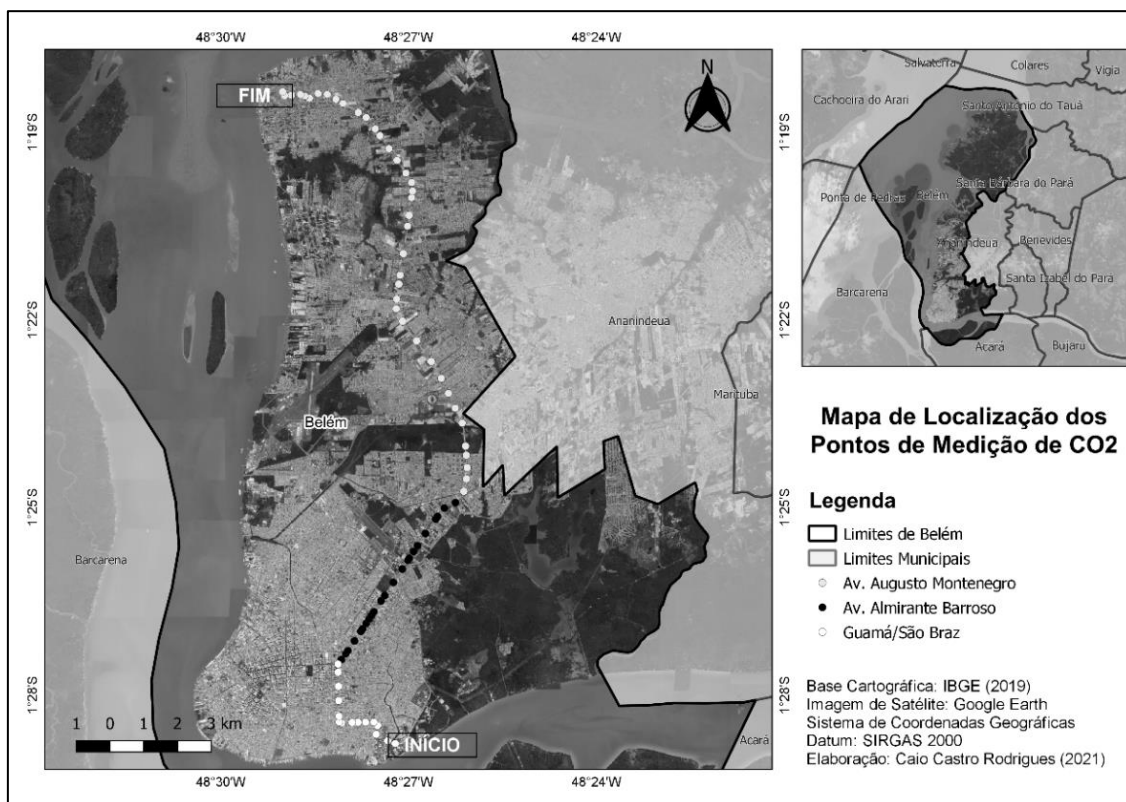 48°30'W 48°27'W 48°24'W
N
FIM
1°19'S
1°19'S
1°22'S
1°22'S
Ananindeua
Marituba
Belém
1°25'S
1°25'S
Barcarena
1°28'S
1°28'S
1 0 1 2 3 km
INÍCIO
Acará
48°30'W 48°27'W 48°24'W
Salvaterra
Colares
Vigia
Cachoeira do Arari
Santo Antônio do Tauá
Santa Bárbara do Pará
Ponta de Pedras
Belém
Ananindeua
Benevides
Santa Izabel do Pará
Barcarena
Acará
Bujaru
Mapa de Localização dos
Pontos de Medição de CO2
Legenda
Limites de Belém
Limites Municipais
Av. Augusto Montenegro
Av. Almirante Barroso
Guamá/São Braz
Base Cartográfica: IBGE (2019)
Imagem de Satélite: Google Earth
Sistema de Coordenadas Geográficas
Datum: SIRGAS 2000
Elaboração: Caio Castro Rodrigues (2021)